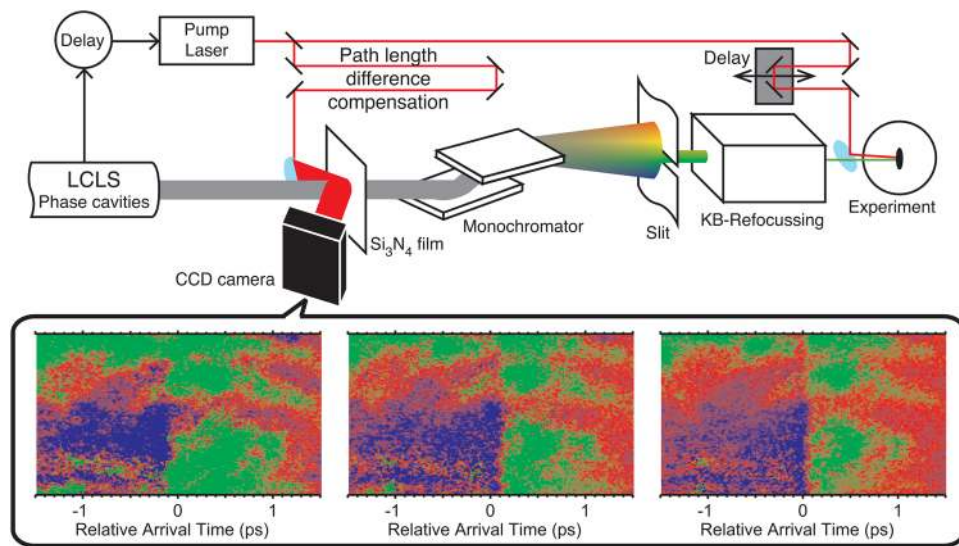 Delay
Pump
Laser
Path length
difference
compensation
Delay
LCLS
Phase cavities
Si₃N₄ film
CCD camera
Monochromator
Slit
KB-Refocussing
Experiment
-1 0 1
Relative Arrival Time (ps)
-1 0 1
Relative Arrival Time (ps)
-1 0 1
Relative Arrival Time (ps)